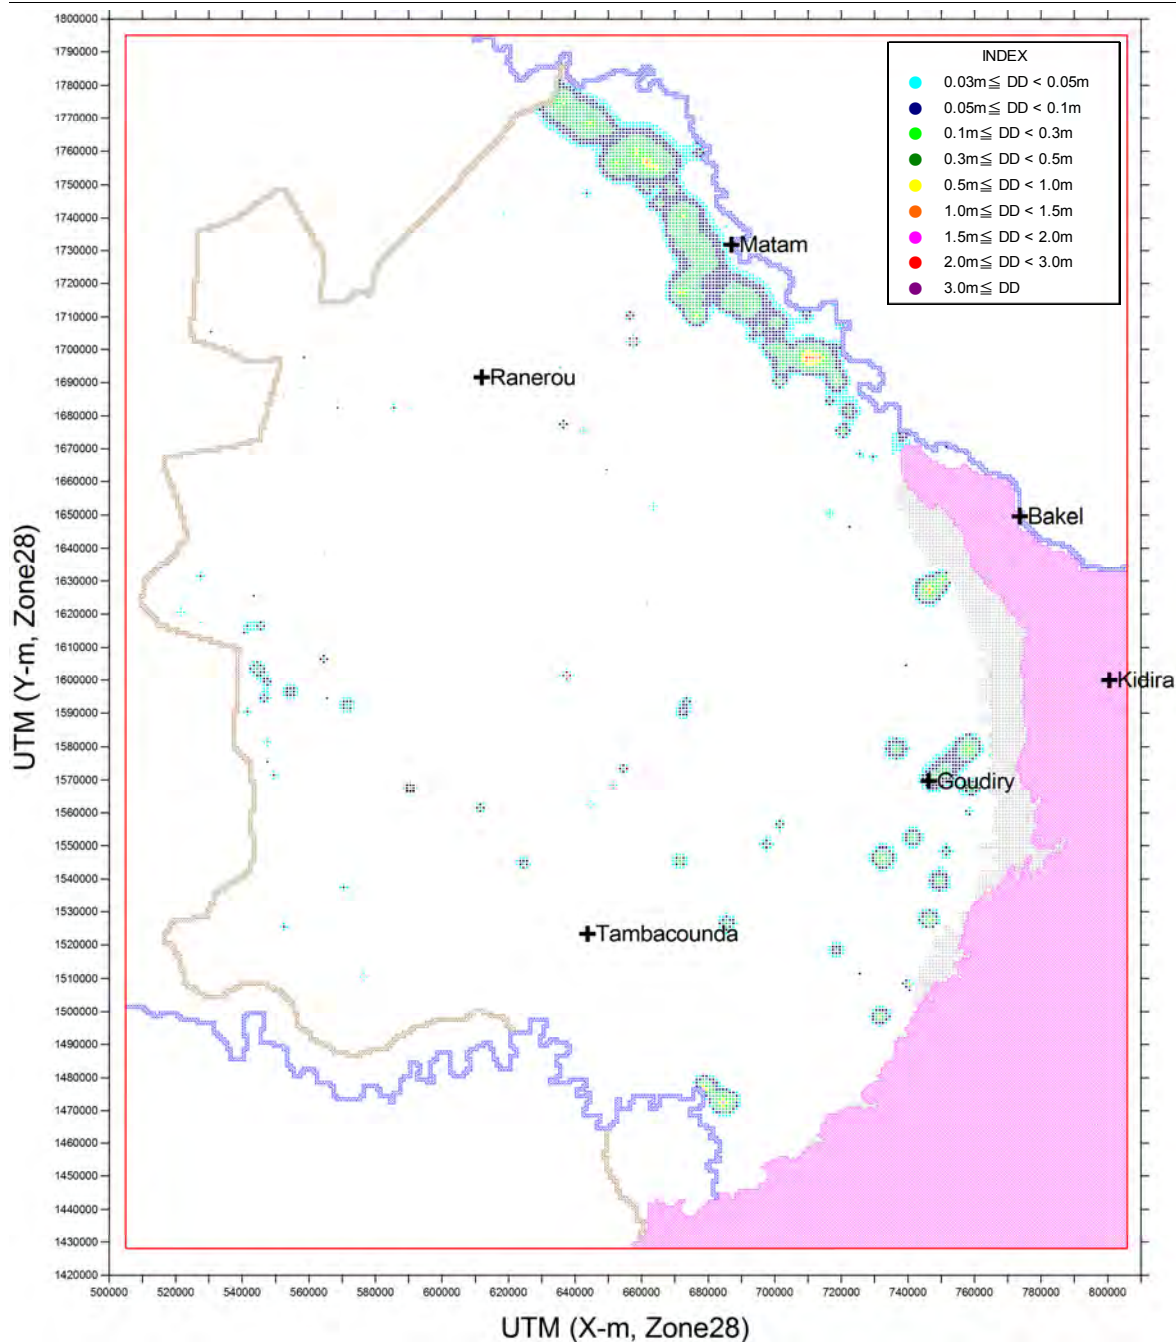 INDEX
0.03m≦ DD < 0.05m
0.05m≦ DD < 0.1m
0.1m≦ DD < 0.3m
0.3m≦ DD < 0.5m
0.5m≦ DD < 1.0m
1.0m≦ DD < 1.5m
1.5m≦ DD < 2.0m
2.0m≦ DD < 3.0m
3.0m≦ DD
Matam
Ranerou
Bakel
Kidira
Goudiry
Tambacounda
UTM (Y-m, Zone28)
1800000
1790000
1780000
1770000
1760000
1750000
1740000
1730000
1720000
1710000
1700000
1690000
1680000
1670000
1660000
1650000
1640000
1630000
1620000
1610000
1600000
1590000
1580000
1570000
1560000
1550000
1540000
1530000
1520000
1510000
1500000
1490000
1480000
1470000
1460000
1450000
1440000
1430000
1420000
500000 520000 540000 560000 580000 600000 620000 640000 660000 680000 700000 720000 740000 760000 780000 800000
UTM (X-m, Zone28)